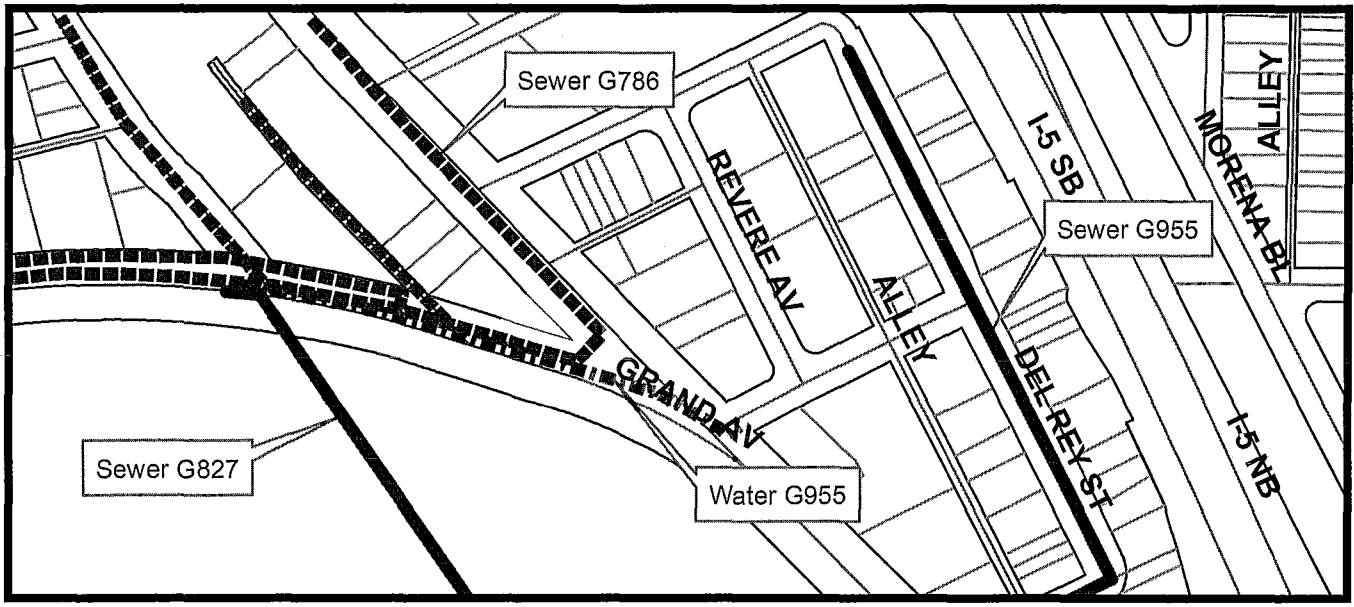 Sewer G786
ALLEY
I-5 SB
MORENA BL
REVERE AV
Sewer G955
ALLEY
GRAND AV
DEL REY ST
I-5 NB
Sewer G827
Water G955